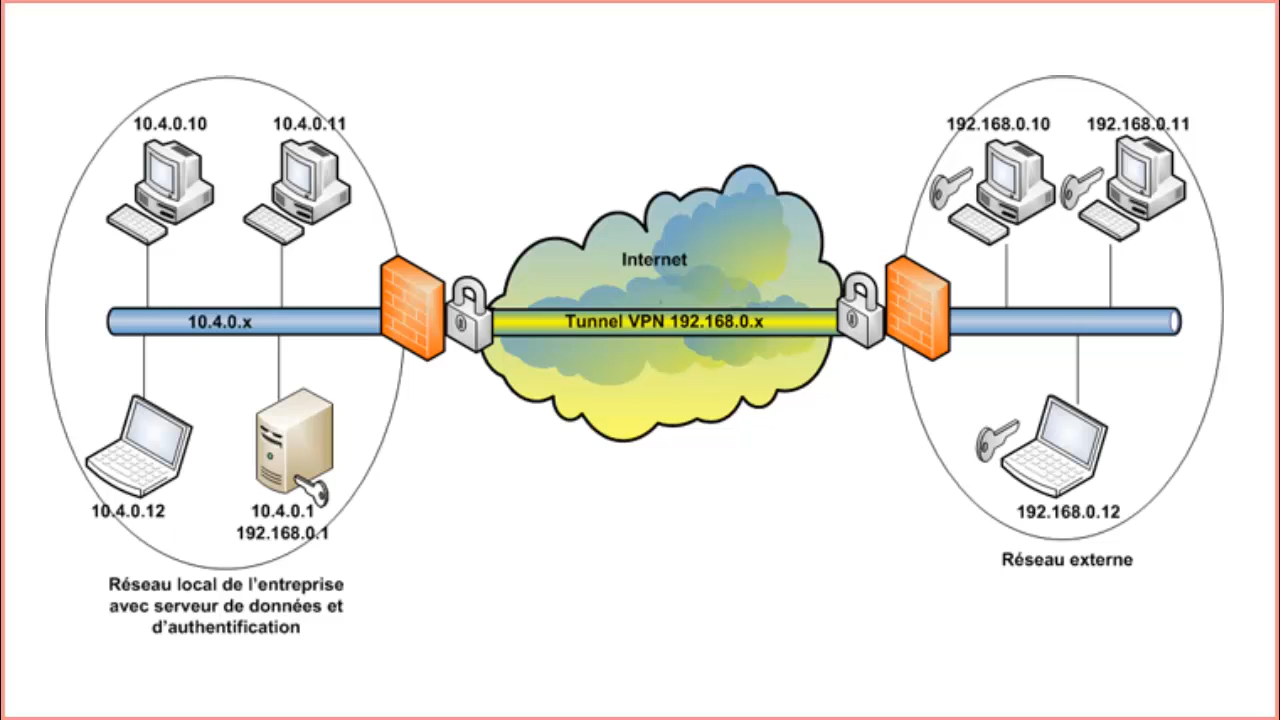 10.4.0.10
10.4.0.11
192.168.0.10
192.168.0.11
Internet
10.4.0.x
Tunnel VPN 192.168.0.x
10.4.0.12
10.4.0.1
192.168.0.1
192.168.0.12
Réseau externe
Réseau local de l'entreprise
avec serveur de données et
d'authentification